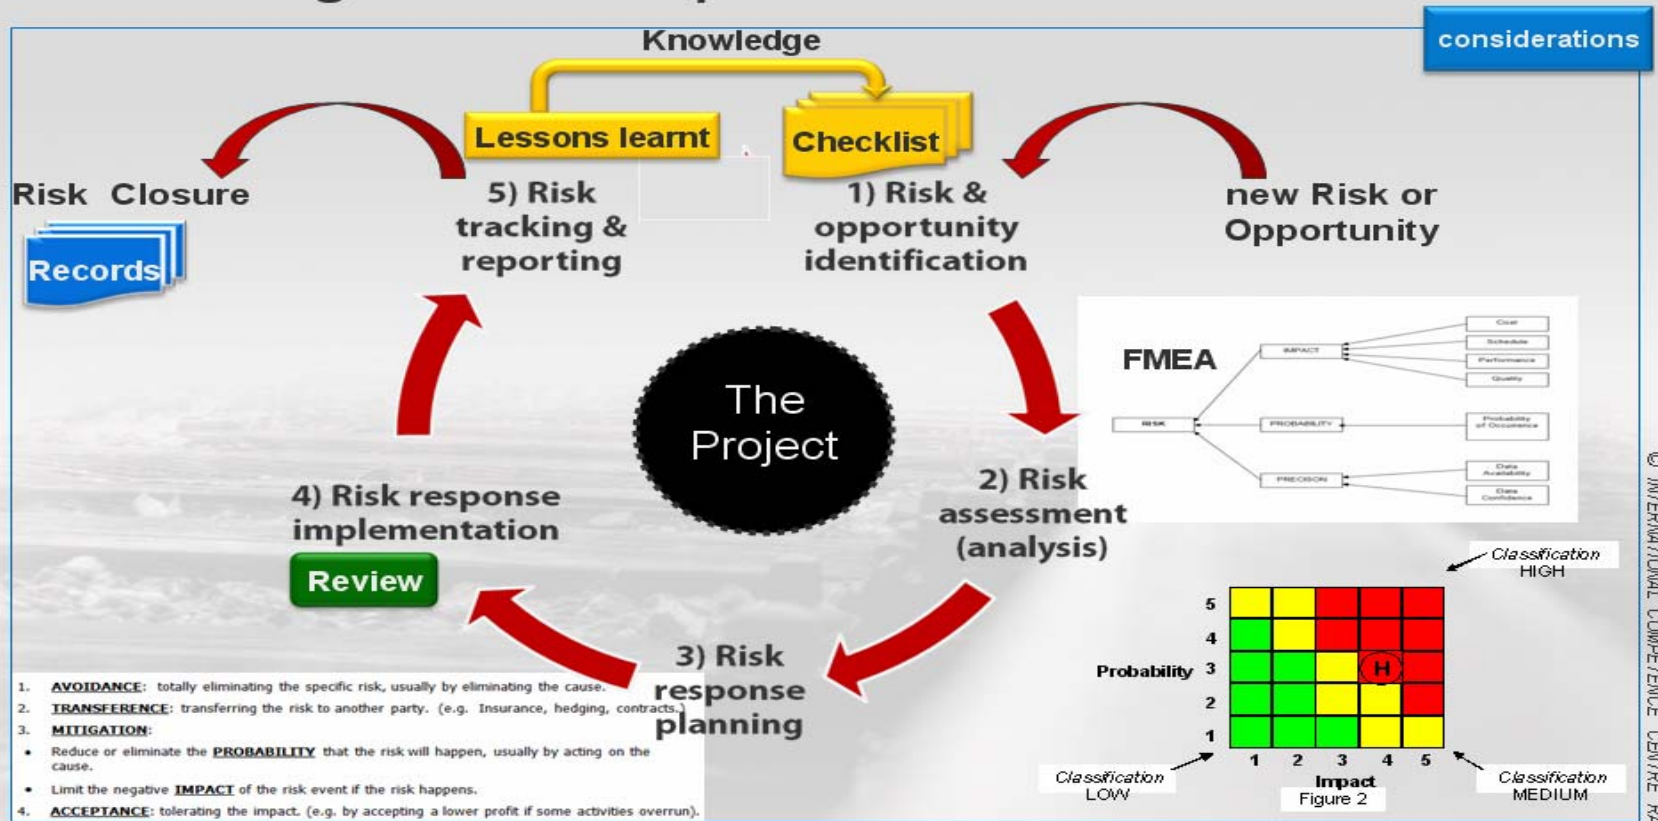 considerations
Knowledge
Lessons learnt
Checklist
Risk Closure
Records
5) Risk
tracking &
reporting
1) Risk &
opportunity
identification
new Risk or
Opportunity
FMEA
RISK
IMPACT
PROBABILITY
PRECISION
Cost
Schedule
Performance
Quality
Probability
of Occurrence
Data
Availability
Data
Confidence
The
Project
2) Risk
assessment
(analysis)
4) Risk response
implementation
Review
3) Risk
response
planning
1. AVOIDANCE: totally eliminating the specific risk, usually by eliminating the cause.
2. TRANSFERENCE: transferring the risk to another party. (e.g. Insurance, hedging, contracts.)
3. MITIGATION:
• Reduce or eliminate the PROBABILITY that the risk will happen, usually by acting on the
cause.
• Limit the negative IMPACT of the risk event if the risk happens.
4. ACCEPTANCE: tolerating the impact. (e.g. by accepting a lower profit if some activities overrun).
Classification
HIGH
Probability
5
4
3
2
1
H
1 2 3 4 5
Impact
Figure 2
Classification
LOW
Classification
MEDIUM
© INTERNATIONAL COMPETENCE CENTRE